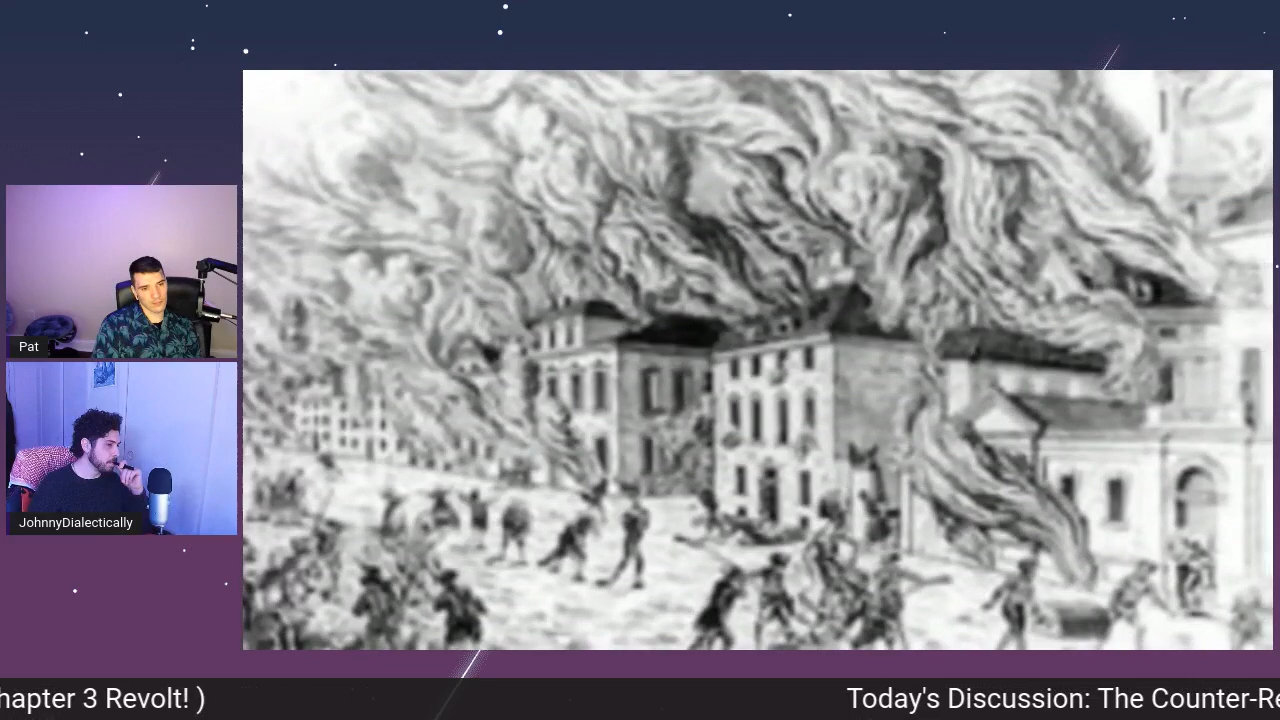 Pat
JohnnyDialectically
hapter 3 Revolt! ) Today's Discussion: The Counter-Re